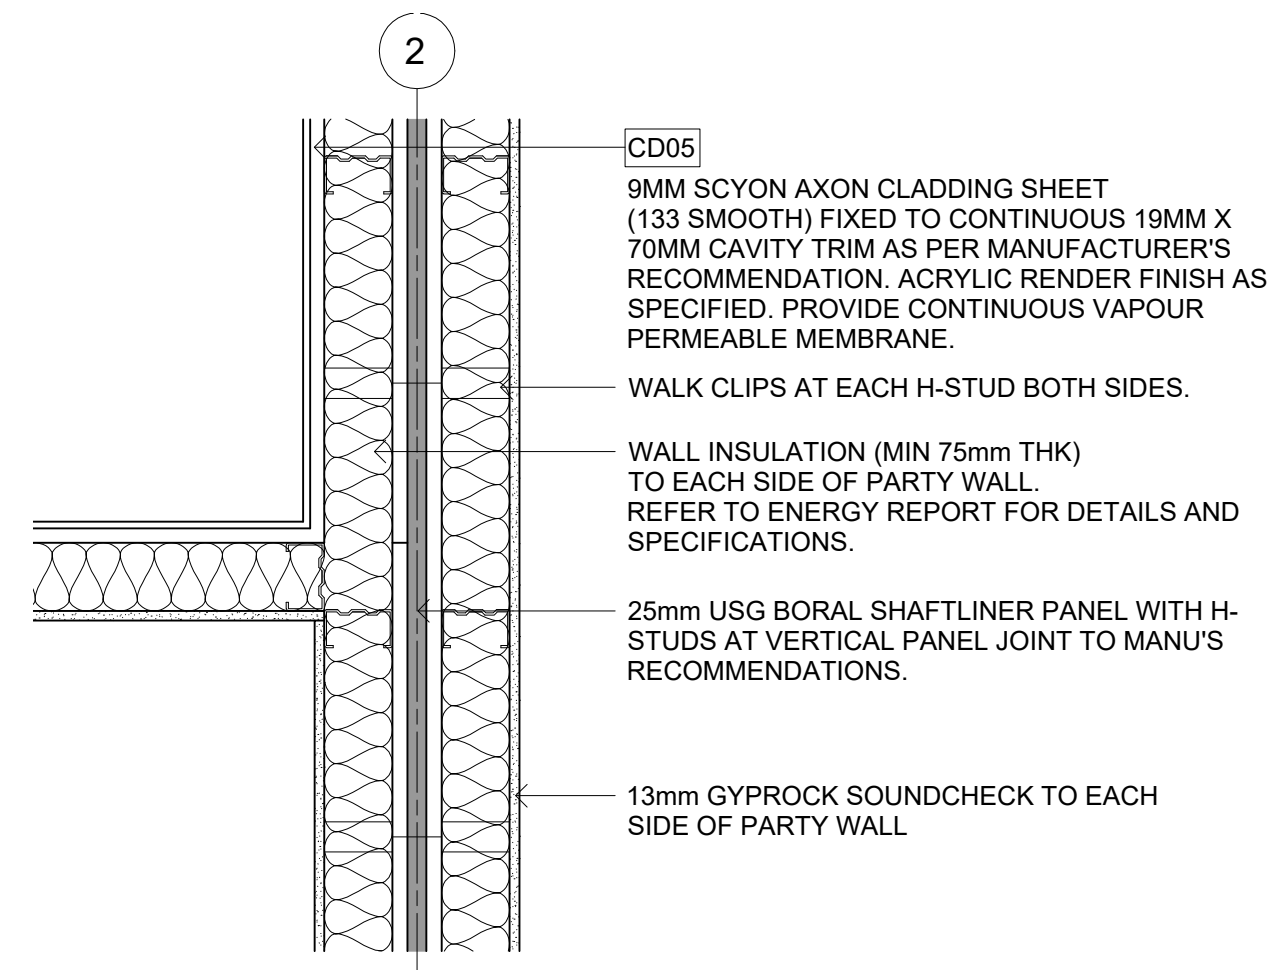 2
CD05
9MM SCYON AXON CLADDING SHEET
(133 SMOOTH) FIXED TO CONTINUOUS 19MM X
70MM CAVITY TRIM AS PER MANUFACTURER'S
RECOMMENDATION. ACRYLIC RENDER FINISH AS
SPECIFIED. PROVIDE CONTINUOUS VAPOUR
PERMEABLE MEMBRANE.
WALK CLIPS AT EACH H-STUD BOTH SIDES.
WALL INSULATION (MIN 75mm THK)
TO EACH SIDE OF PARTY WALL.
REFER TO ENERGY REPORT FOR DETAILS AND
SPECIFICATIONS.
25mm USG BORAL SHAFTLINER PANEL WITH H-
STUDS AT VERTICAL PANEL JOINT TO MANU'S
RECOMMENDATIONS.
13mm GYPROCK SOUNDCHECK TO EACH
SIDE OF PARTY WALL